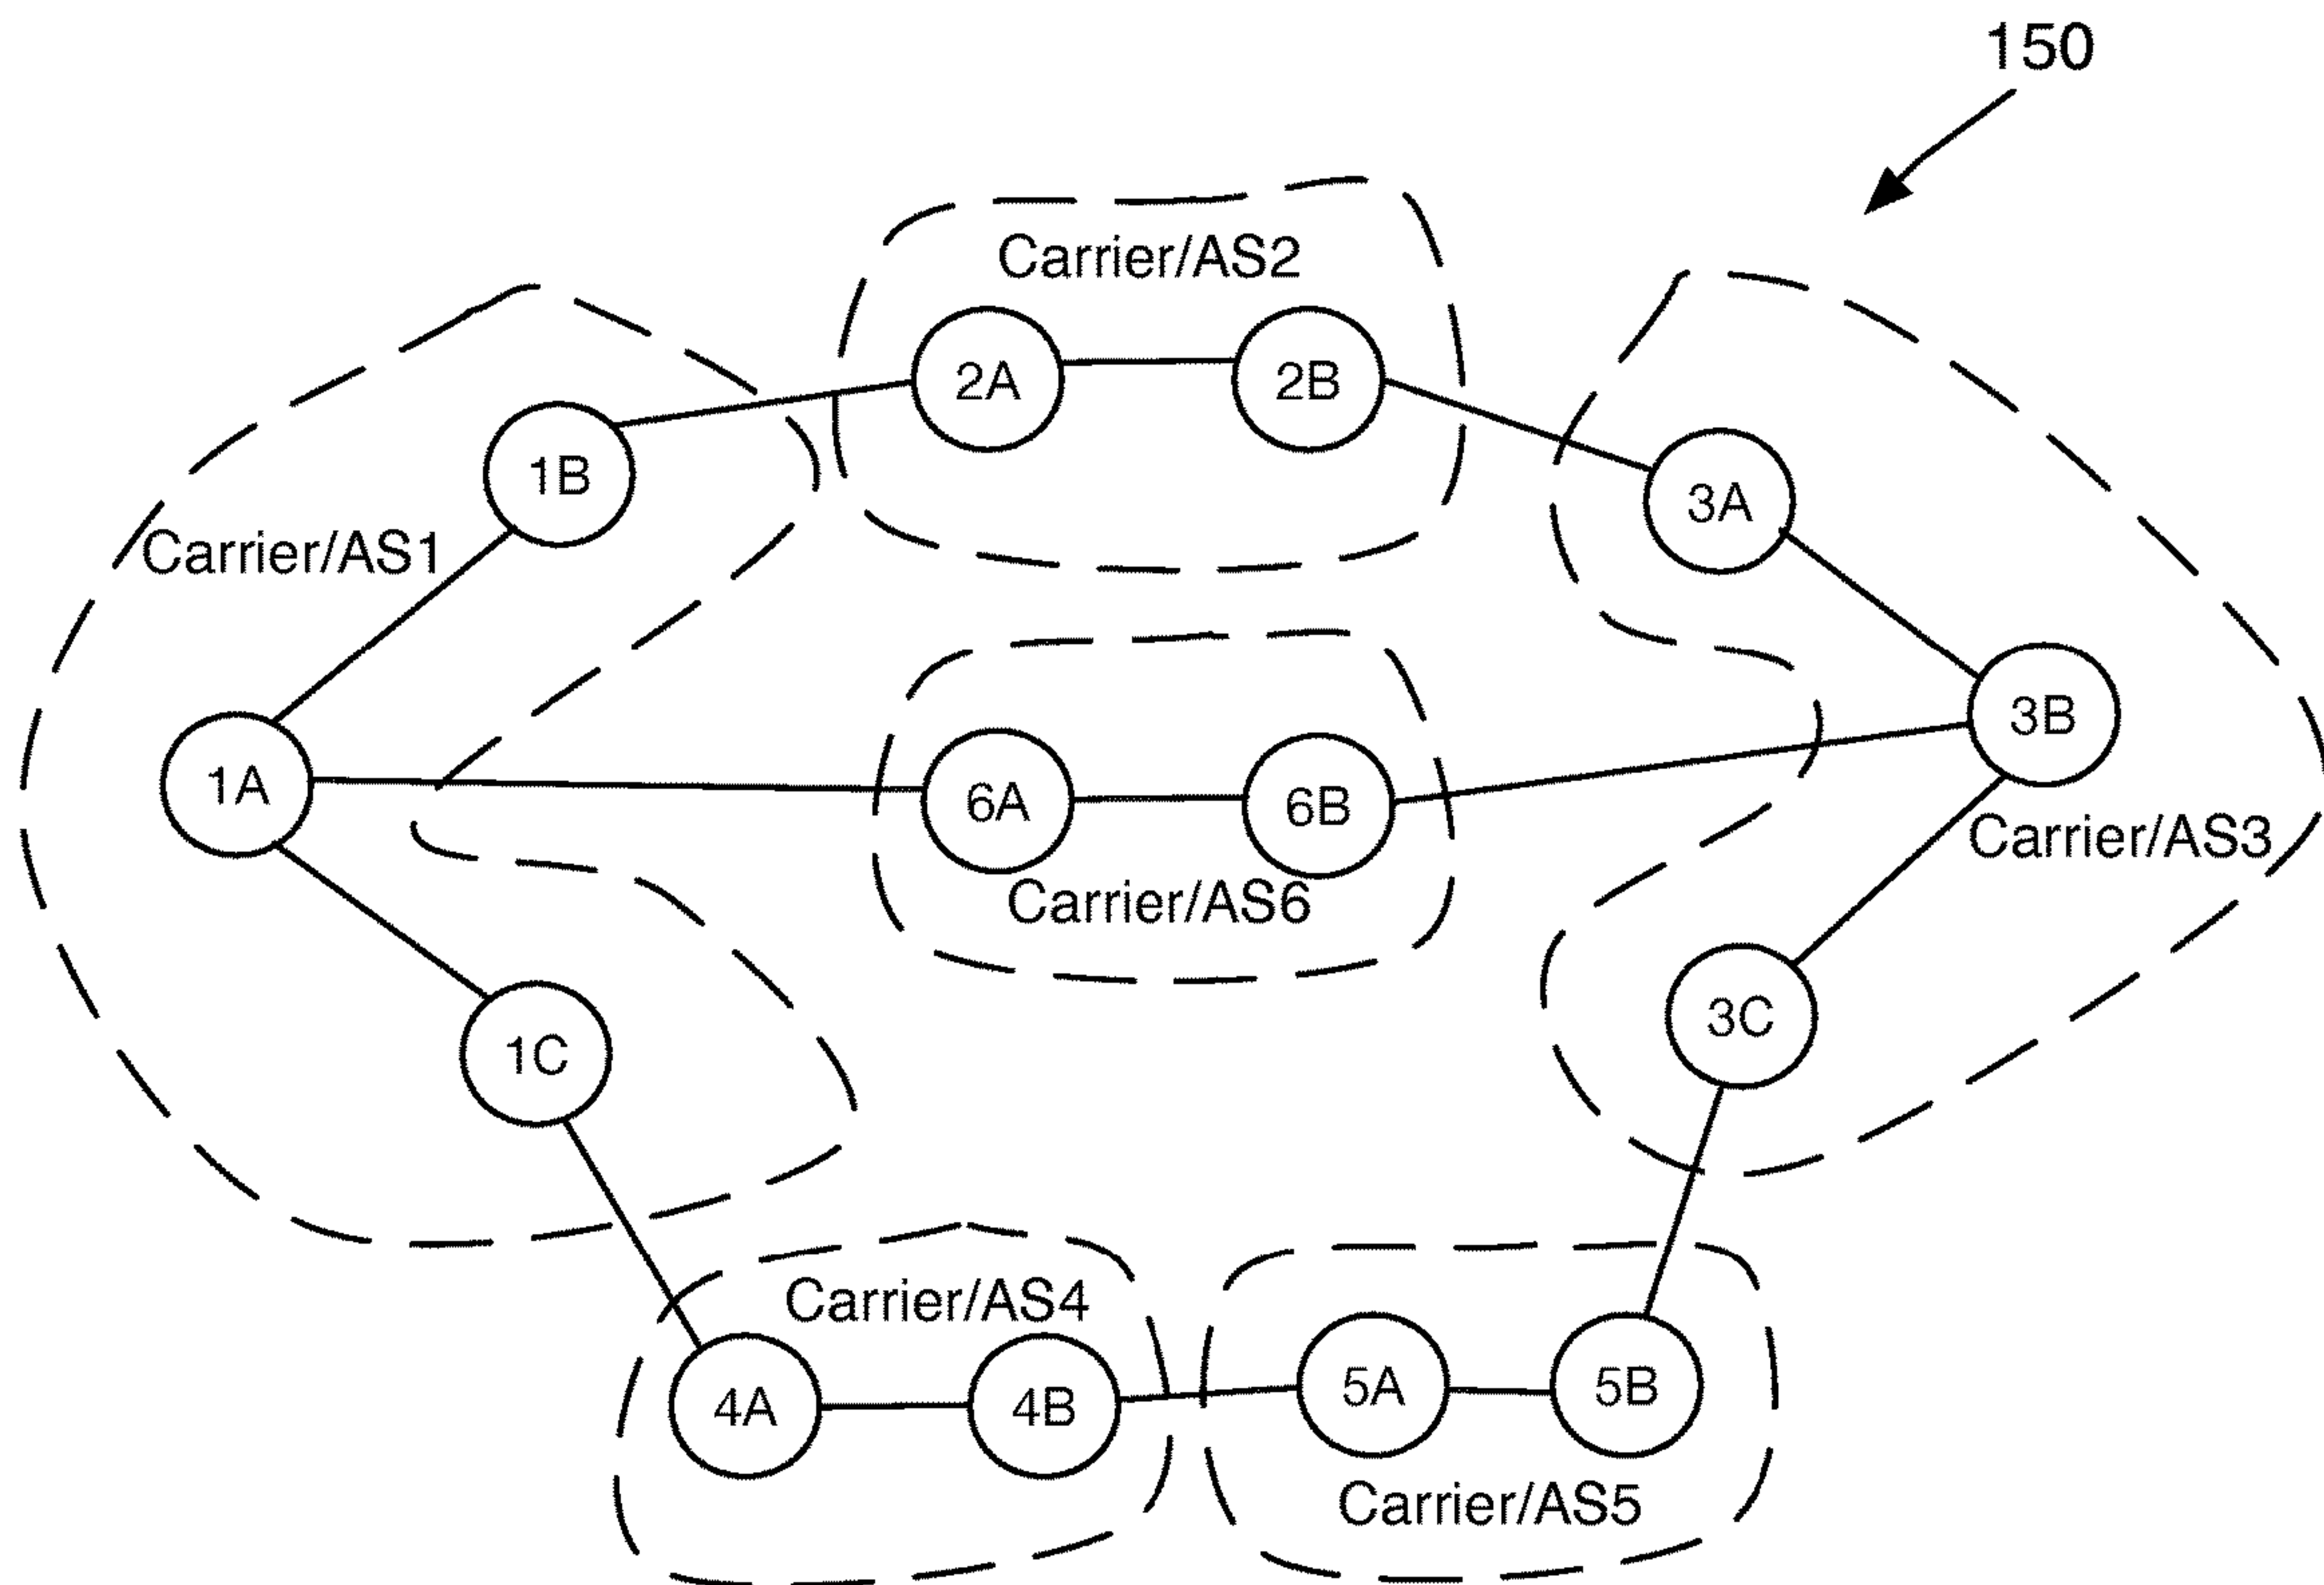 150
Carrier/AS2
2A
2B
1B
3A
Carrier/AS1
3B
1A
6A
6B
Carrier/AS3
Carrier/AS6
3C
1C
Carrier/AS4
4A
4B
5A
5B
Carrier/AS5